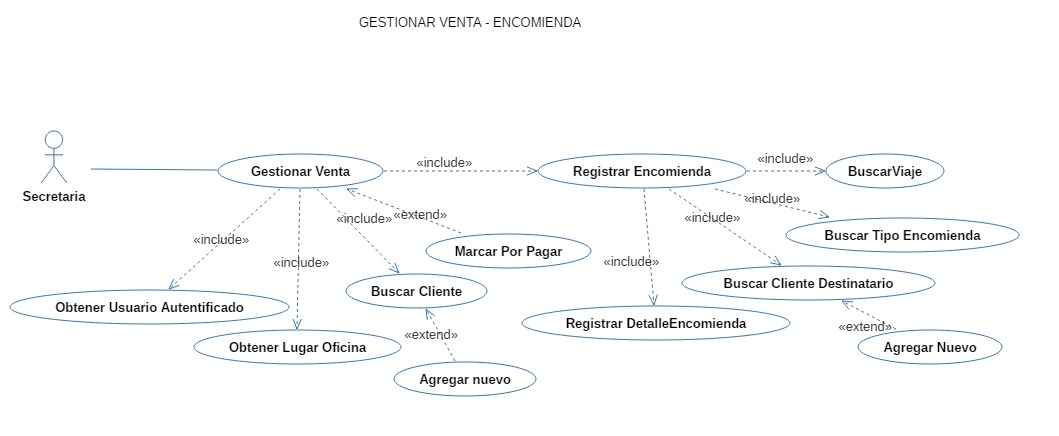 GESTIONAR VENTA - ENCOMIENDA
Secretaria
Gestionar Venta
«include»
Registrar Encomienda
«include»
BuscarViaje
«include»
«include»
«extend»
«include»
«include»
«include»
Buscar Tipo Encomienda
Marcar Por Pagar
«include»
«include»
Buscar Cliente
Buscar Cliente Destinatario
Obtener Usuario Autentificado
Registrar DetalleEncomienda
«extend»
«extend»
Obtener Lugar Oficina
Agregar Nuevo
Agregar nuevo